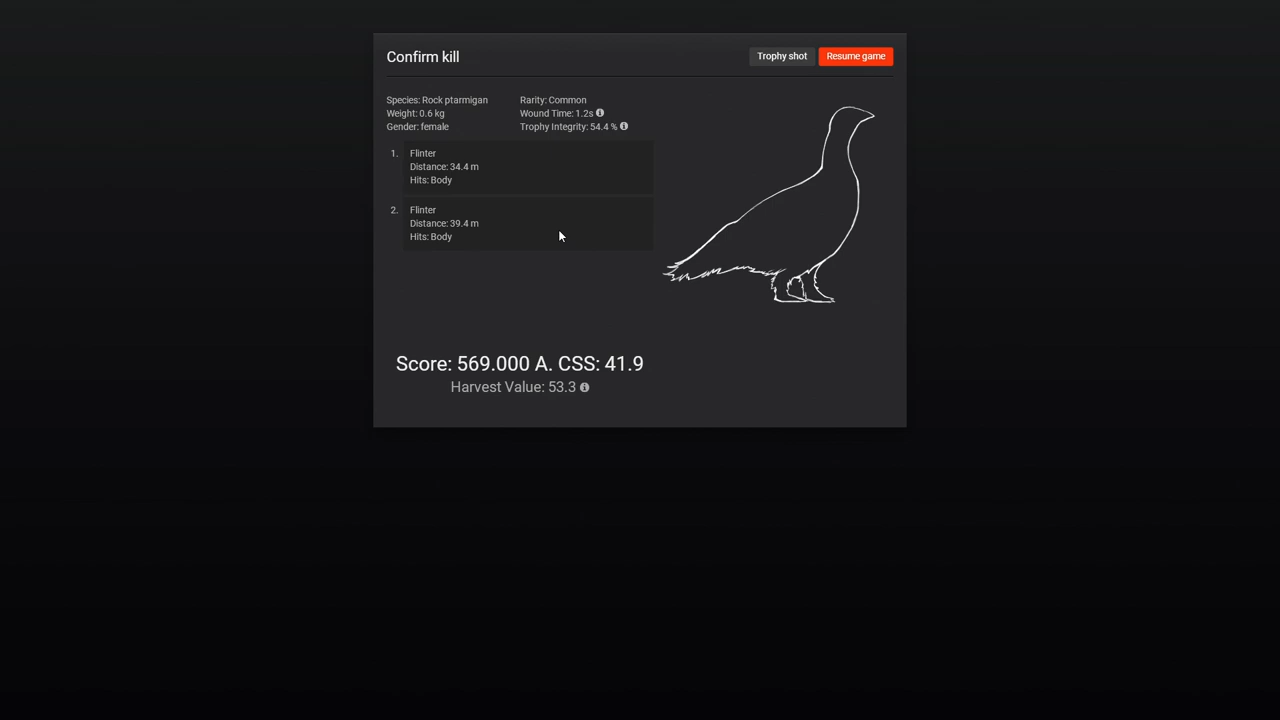 Confirm kill
Trophy shot
Resume game
Species: Rock ptarmigan
Weight: 0.6 kg
Gender: female
Rarity: Common
Wound Time: 1.2s
Trophy Integrity: 54.4 %
1.
Flinter
Distance: 34.4 m
Hits: Body
2.
Flinter
Distance: 39.4 m
Hits: Body
Score: 569.000 A. CSS: 41.9
Harvest Value: 53.3